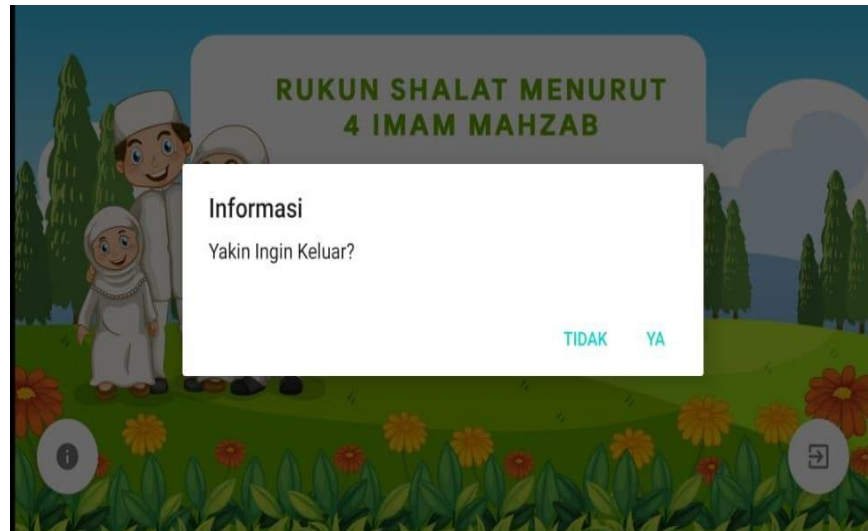 RUKUN SHALAT MENURUT
4 IMAM MAHZAB
Informasi
Yakin Ingin Keluar?
TIDAK YA